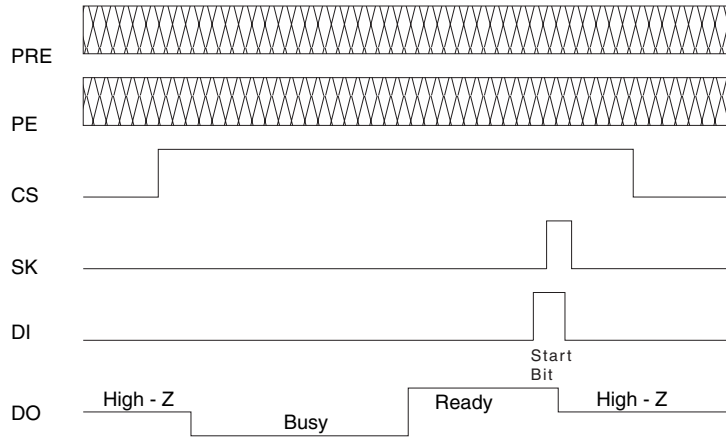 PRE
PE
CS
SK
DI
Start
Bit
DO
High - Z
Busy
Ready
High - Z